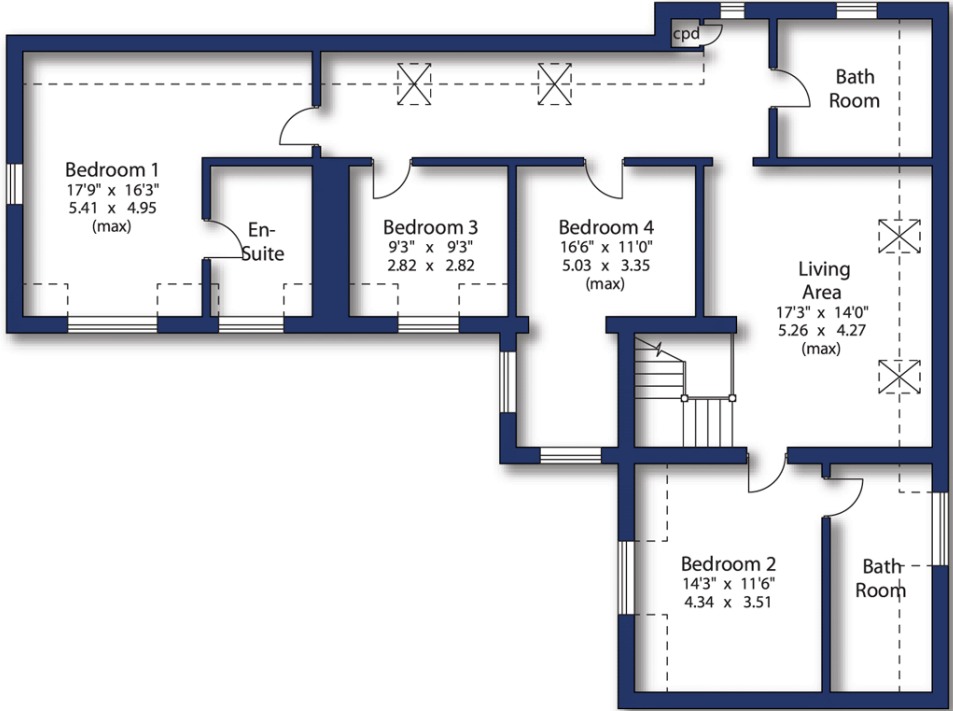 cpd
Bath
Room
Bedroom 1
17'9" x 16'3"
5.41 x 4.95
(max)
En-
Suite
Bedroom 3
9'3" x 9'3"
2.82 x 2.82
Bedroom 4
16'6" x 11'0"
5.03 x 3.35
(max)
Living
Area
17'3" x 14'0"
5.26 x 4.27
(max)
Bedroom 2
14'3" x 11'6"
4.34 x 3.51
Bath
Room